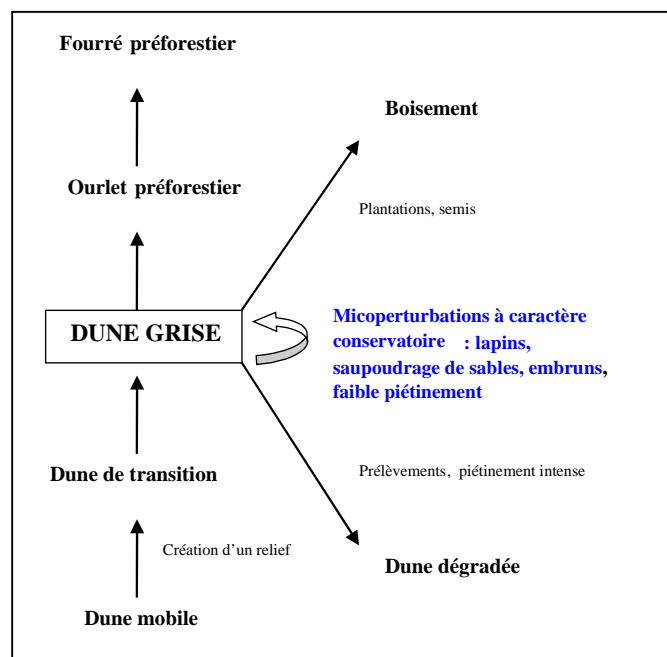 Fourré préforestier
Boisement
Ourlet préforestier
Plantations, semis
DUNE GRISE
Micoperturbations à caractère
conservatoire : lapins,
saupoudrage de sables, embruns,
faible piétinement
Dune de transition
Prélèvements, piétinement intense
Création d'un relief
Dune dégradée
Dune mobile